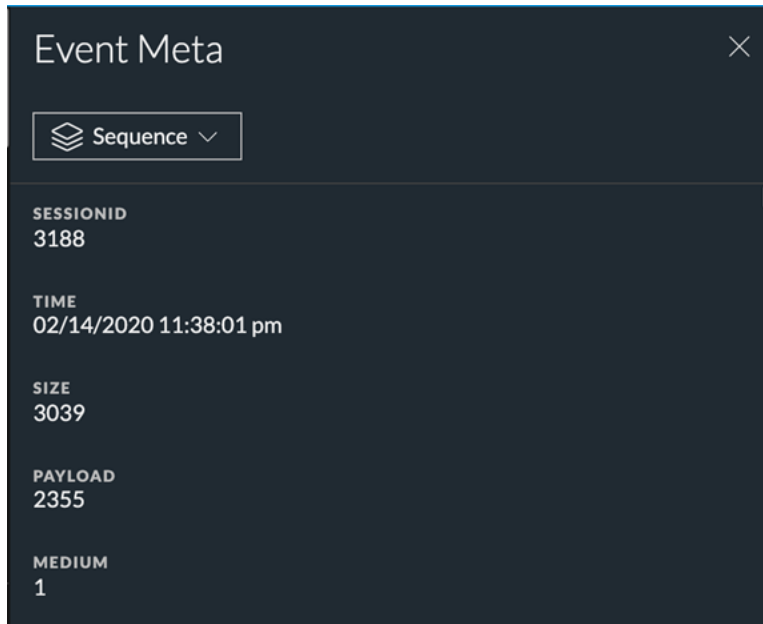 Event Meta
Sequence
SESSIONID
3188
TIME
02/14/2020 11:38:01 pm
SIZE
3039
PAYLOAD
2355
MEDIUM
1